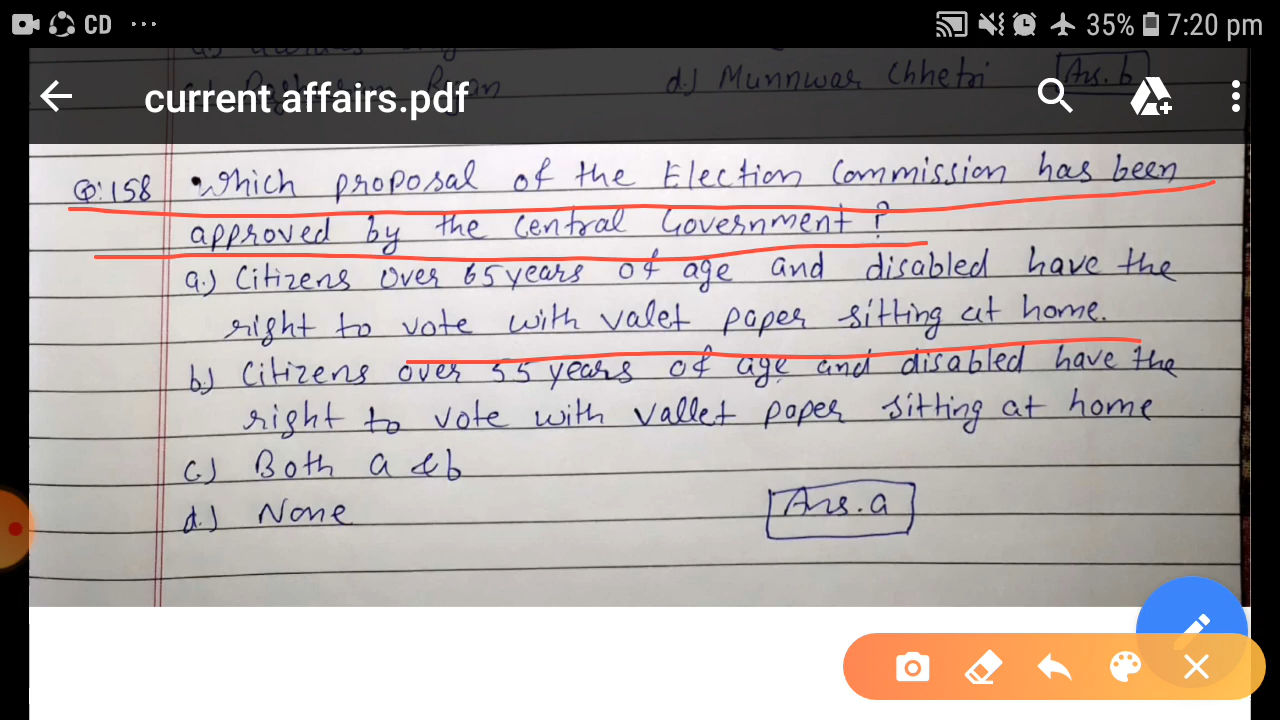 CD ...
35% 7:20 pm
current affairs.pdf
d.) Munnwar Chhetri Ans. b
Q:158 Which proposal of the Election Commission has been
approved by the Central Government?
a.) Citizens over 65 years of age and disabled have the
right to vote with valet paper sitting at home.
b.) Citizens over 55 years of age and disabled have the
right to vote with vallet paper sitting at home
c.) Both a & b
d.) None
Ans. a